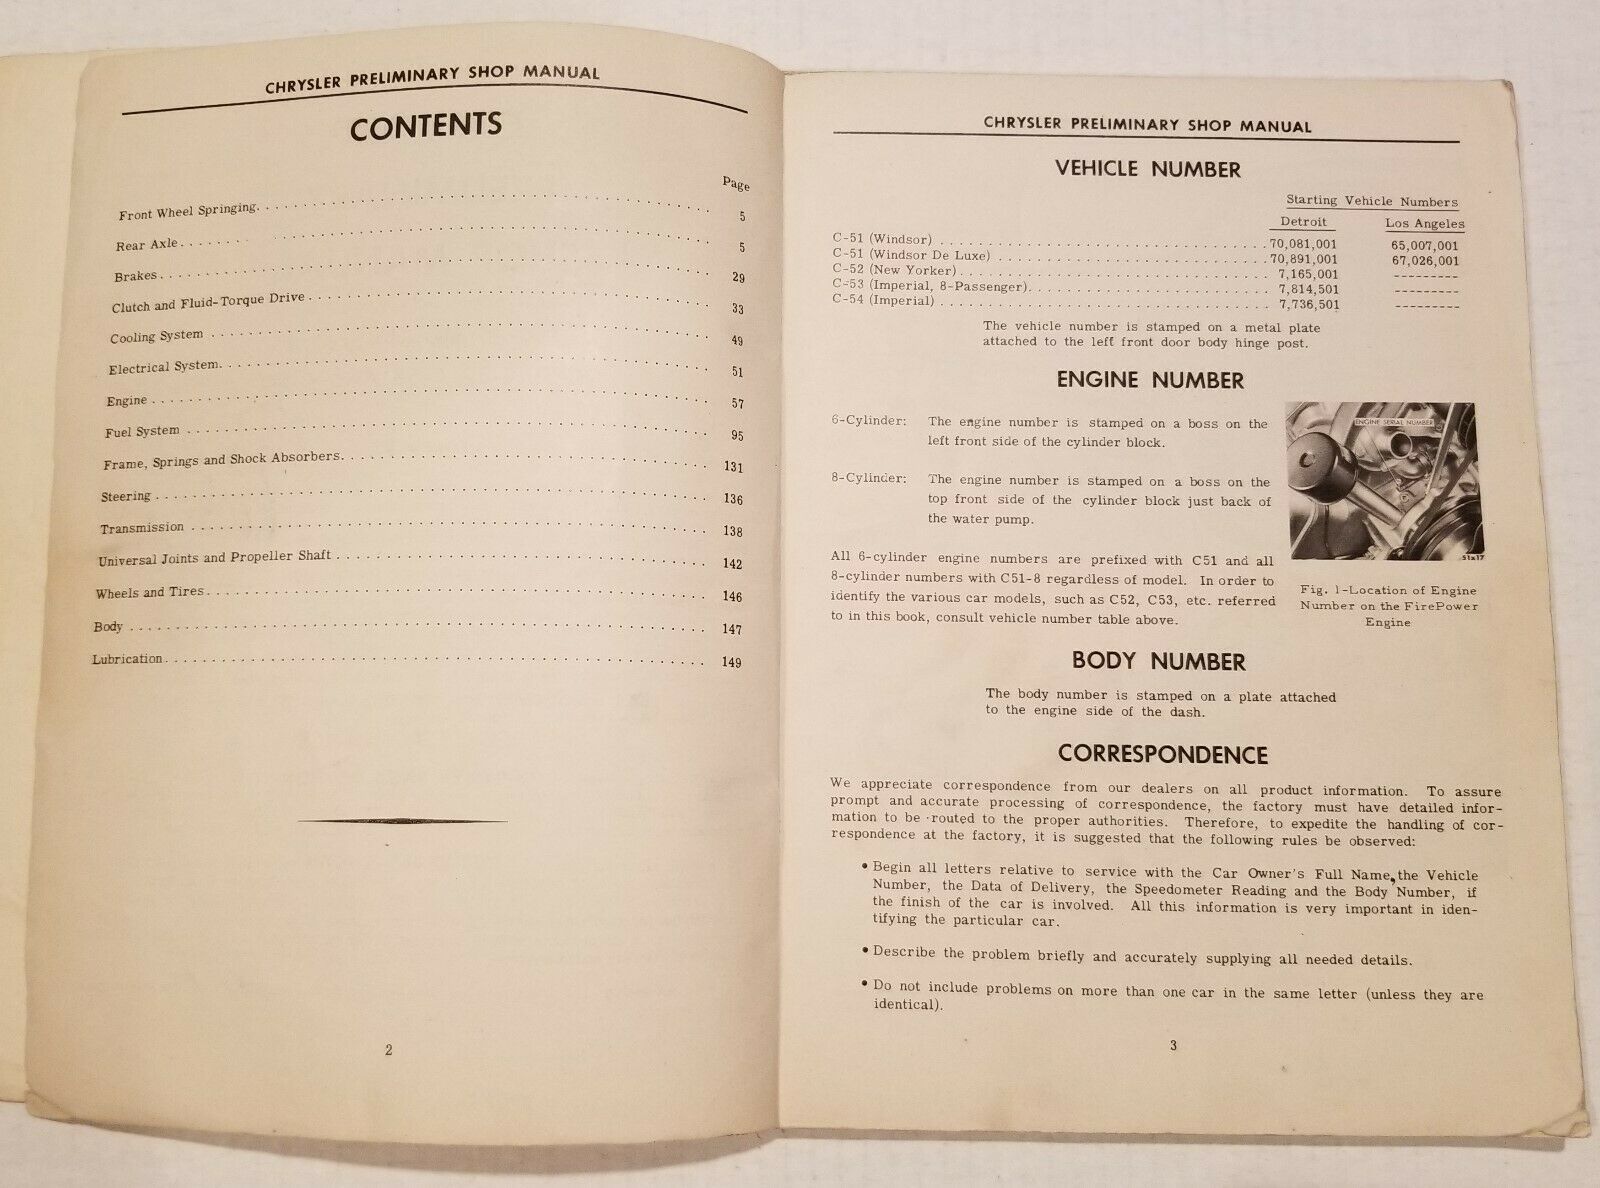 CHRYSLER PRELIMINARY SHOP MANUAL
CONTENTS
Page
Front Wheel Springing. . . . . . . . . . . . . . . . . . . . 5
Rear Axle . . . . . . . . . . . . . . . . . . . . 5
Brakes . . . . . . . . . . . . . . . . . . . . 29
Clutch and Fluid-Torque Drive . . . . . . . . . . . . . . . . . . . . 33
Cooling System . . . . . . . . . . . . . . . . . . . . 49
Electrical System. . . . . . . . . . . . . . . . . . . . 51
Engine . . . . . . . . . . . . . . . . . . . . 57
Fuel System . . . . . . . . . . . . . . . . . . . . 95
Frame, Springs and Shock Absorbers. . . . . . . . . . . . . . . . . . . . 131
Steering . . . . . . . . . . . . . . . . . . . . 136
Transmission . . . . . . . . . . . . . . . . . . . . 138
Universal Joints and Propeller Shaft . . . . . . . . . . . . . . . . . . . . 142
Wheels and Tires . . . . . . . . . . . . . . . . . . . . 146
Body . . . . . . . . . . . . . . . . . . . . 147
Lubrication . . . . . . . . . . . . . . . . . . . . 149
2
CHRYSLER PRELIMINARY SHOP MANUAL
VEHICLE NUMBER
Starting Vehicle Numbers
Detroit Los Angeles
C-51 (Windsor) . . . . . . . . . . . . . . . . . . . . 70,081,001 65,007,001
C-51 (Windsor De Luxe) . . . . . . . . . . . . . . . . . . . . 70,891,001 67,026,001
C-52 (New Yorker) . . . . . . . . . . . . . . . . . . . . 7,165,001 ---------
C-53 (Imperial, 8-Passenger). . . . . . . . . . . . . . . . . . . . 7,814,501 ---------
C-54 (Imperial) . . . . . . . . . . . . . . . . . . . . 7,736,501 ---------
The vehicle number is stamped on a metal plate
attached to the left front door body hinge post.
ENGINE NUMBER
6-Cylinder: The engine number is stamped on a boss on the
left front side of the cylinder block.
8-Cylinder: The engine number is stamped on a boss on the
top front side of the cylinder block just back of
the water pump.
All 6-cylinder engine numbers are prefixed with C51 and all
8-cylinder numbers with C51-8 regardless of model. In order to
identify the various car models, such as C52, C53, etc. referred
to in this book, consult vehicle number table above.
ENGINE SERIAL NUMBER
51x17
Fig. 1-Location of Engine
Number on the FirePower
Engine
BODY NUMBER
The body number is stamped on a plate attached
to the engine side of the dash.
CORRESPONDENCE
We appreciate correspondence from our dealers on all product information. To assure
prompt and accurate processing of correspondence, the factory must have detailed infor-
mation to be routed to the proper authorities. Therefore, to expedite the handling of cor-
respondence at the factory, it is suggested that the following rules be observed:
• Begin all letters relative to service with the Car Owner's Full Name, the Vehicle
Number, the Data of Delivery, the Speedometer Reading and the Body Number, if
the finish of the car is involved. All this information is very important in iden-
tifying the particular car.
• Describe the problem briefly and accurately supplying all needed details.
• Do not include problems on more than one car in the same letter (unless they are
identical).
3